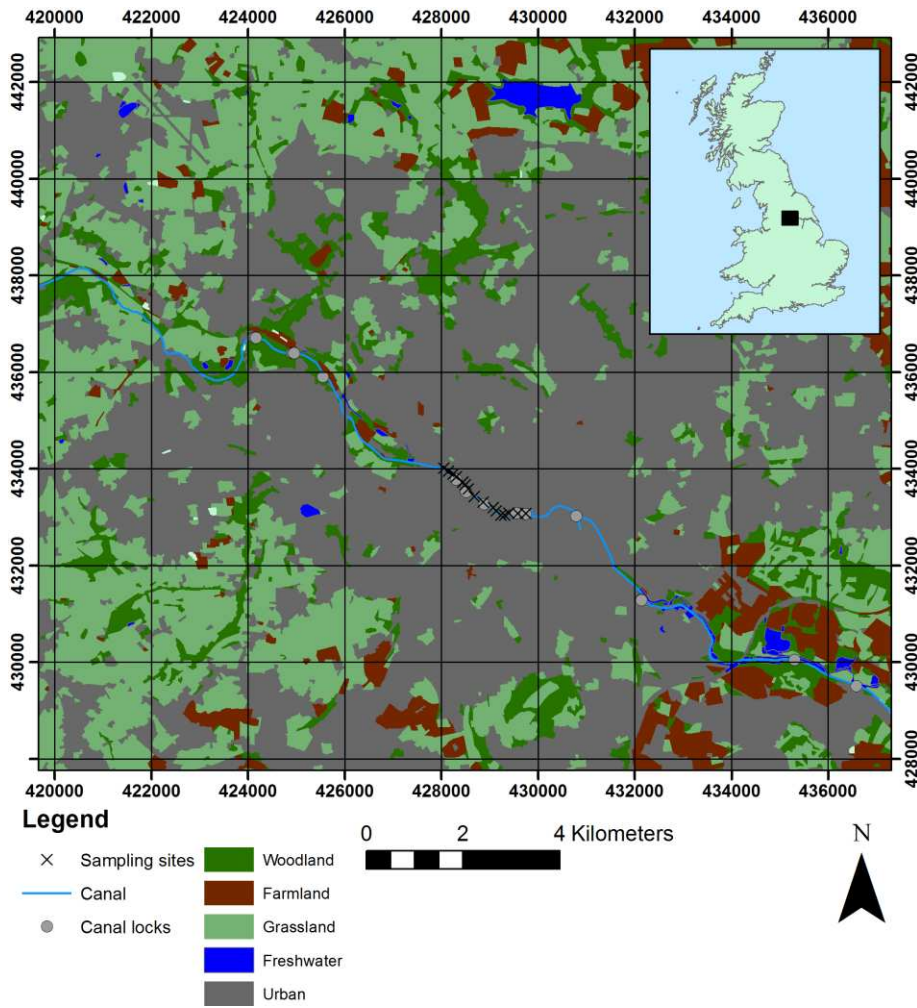 420000 422000 424000 426000 428000 430000 432000 434000 436000
442000 442000
440000 440000
438000 438000
436000 436000
434000 434000
432000 432000
430000 430000
428000 428000
420000 422000 424000 426000 428000 430000 432000 434000 436000
Legend
Sampling sites
Canal
Canal locks
Woodland
Farmland
Grassland
Freshwater
Urban
0 2 4 Kilometers
N